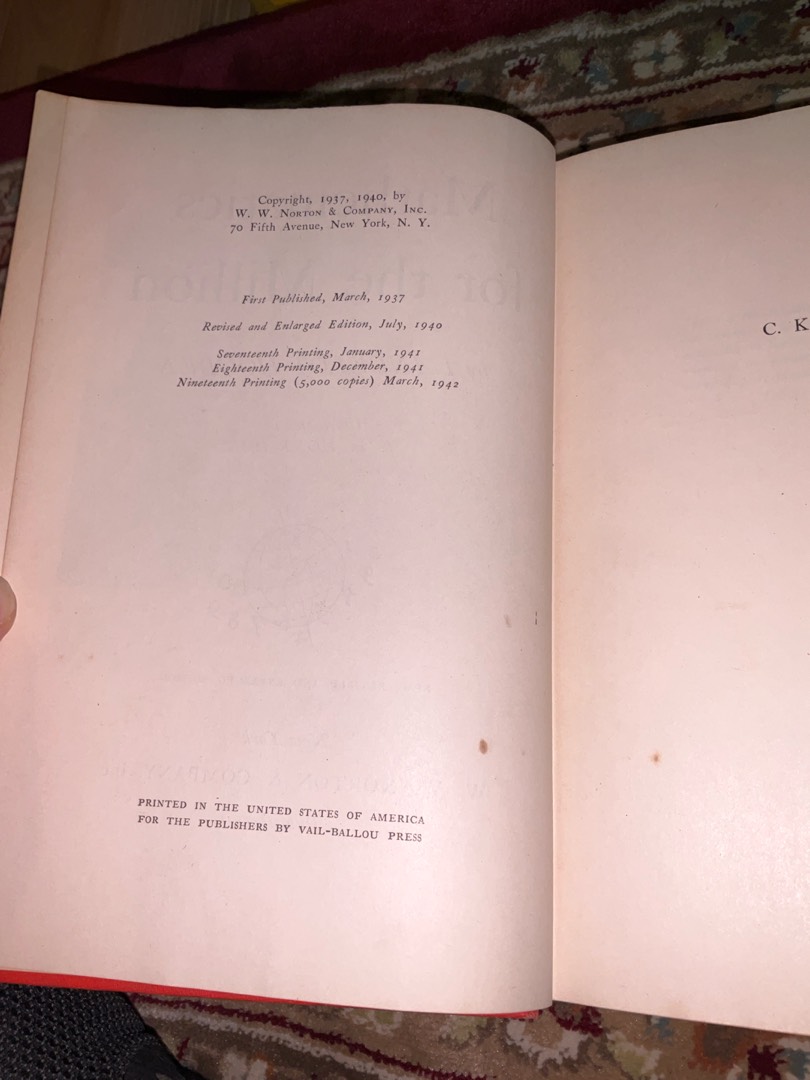 Copyright, 1937, 1940, by
W. W. NORTON & COMPANY, INC.
70 Fifth Avenue, New York, N. Y.
First Published, March, 1937
Revised and Enlarged Edition, July, 1940
Seventeenth Printing, January, 1941
Eighteenth Printing, December, 1941
Nineteenth Printing (5,000 copies) March, 1942
PRINTED IN THE UNITED STATES OF AMERICA
FOR THE PUBLISHERS BY VAIL-BALLOU PRESS
C. K